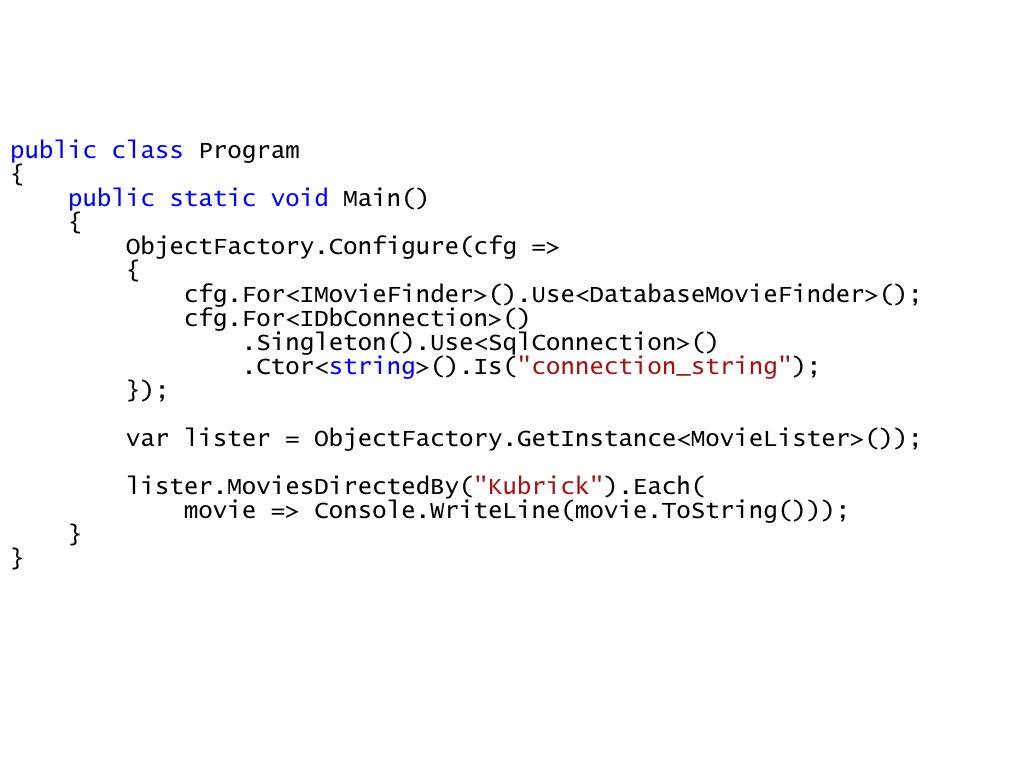 public class Program
{
    public static void Main()
    {
        ObjectFactory.Configure(cfg =>
        {
            cfg.For<IMovieFinder>().Use<DatabaseMovieFinder>();
            cfg.For<IDbConnection>()
                .Singleton().Use<SqlConnection>()
                .Ctor<string>().Is("connection_string");
        });

        var lister = ObjectFactory.GetInstance<MovieLister>());

        lister.MoviesDirectedBy("Kubrick").Each(
            movie => Console.WriteLine(movie.ToString()));
    }
}